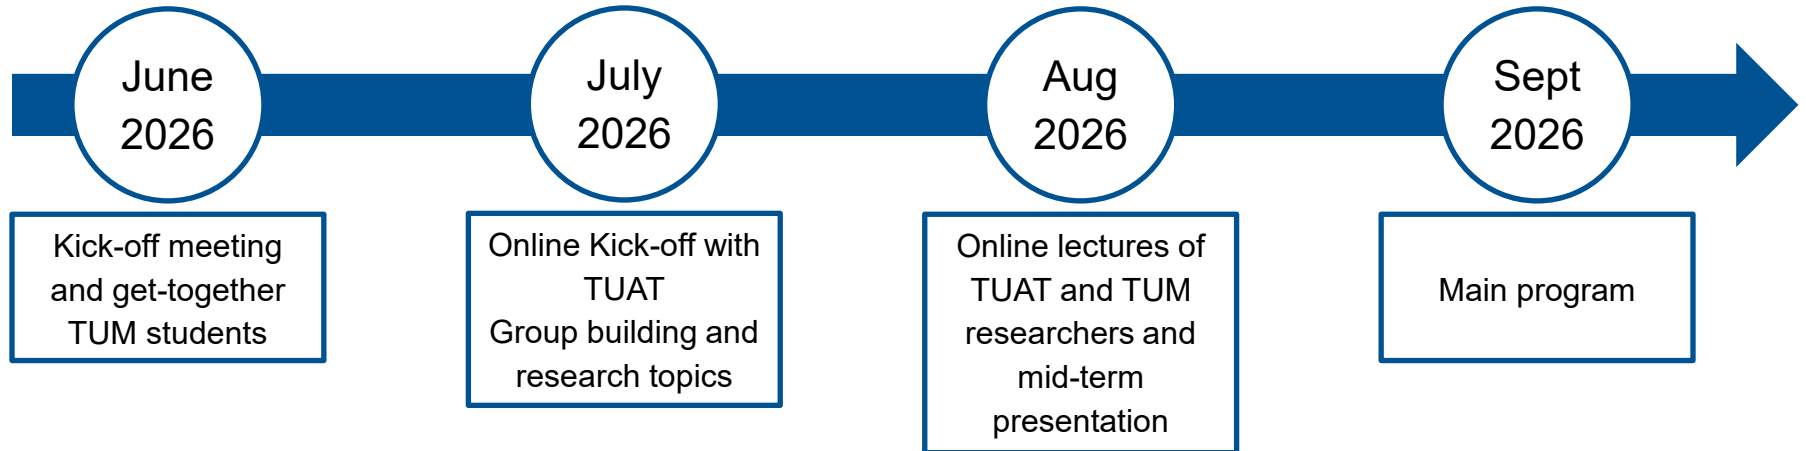 June
2026
July
2026
Aug
2026
Sept
2026
Kick-off meeting
and get-together
TUM students
Online Kick-off with
TUAT
Group building and
research topics
Online lectures of
TUAT and TUM
researchers and
mid-term
presentation
Main program